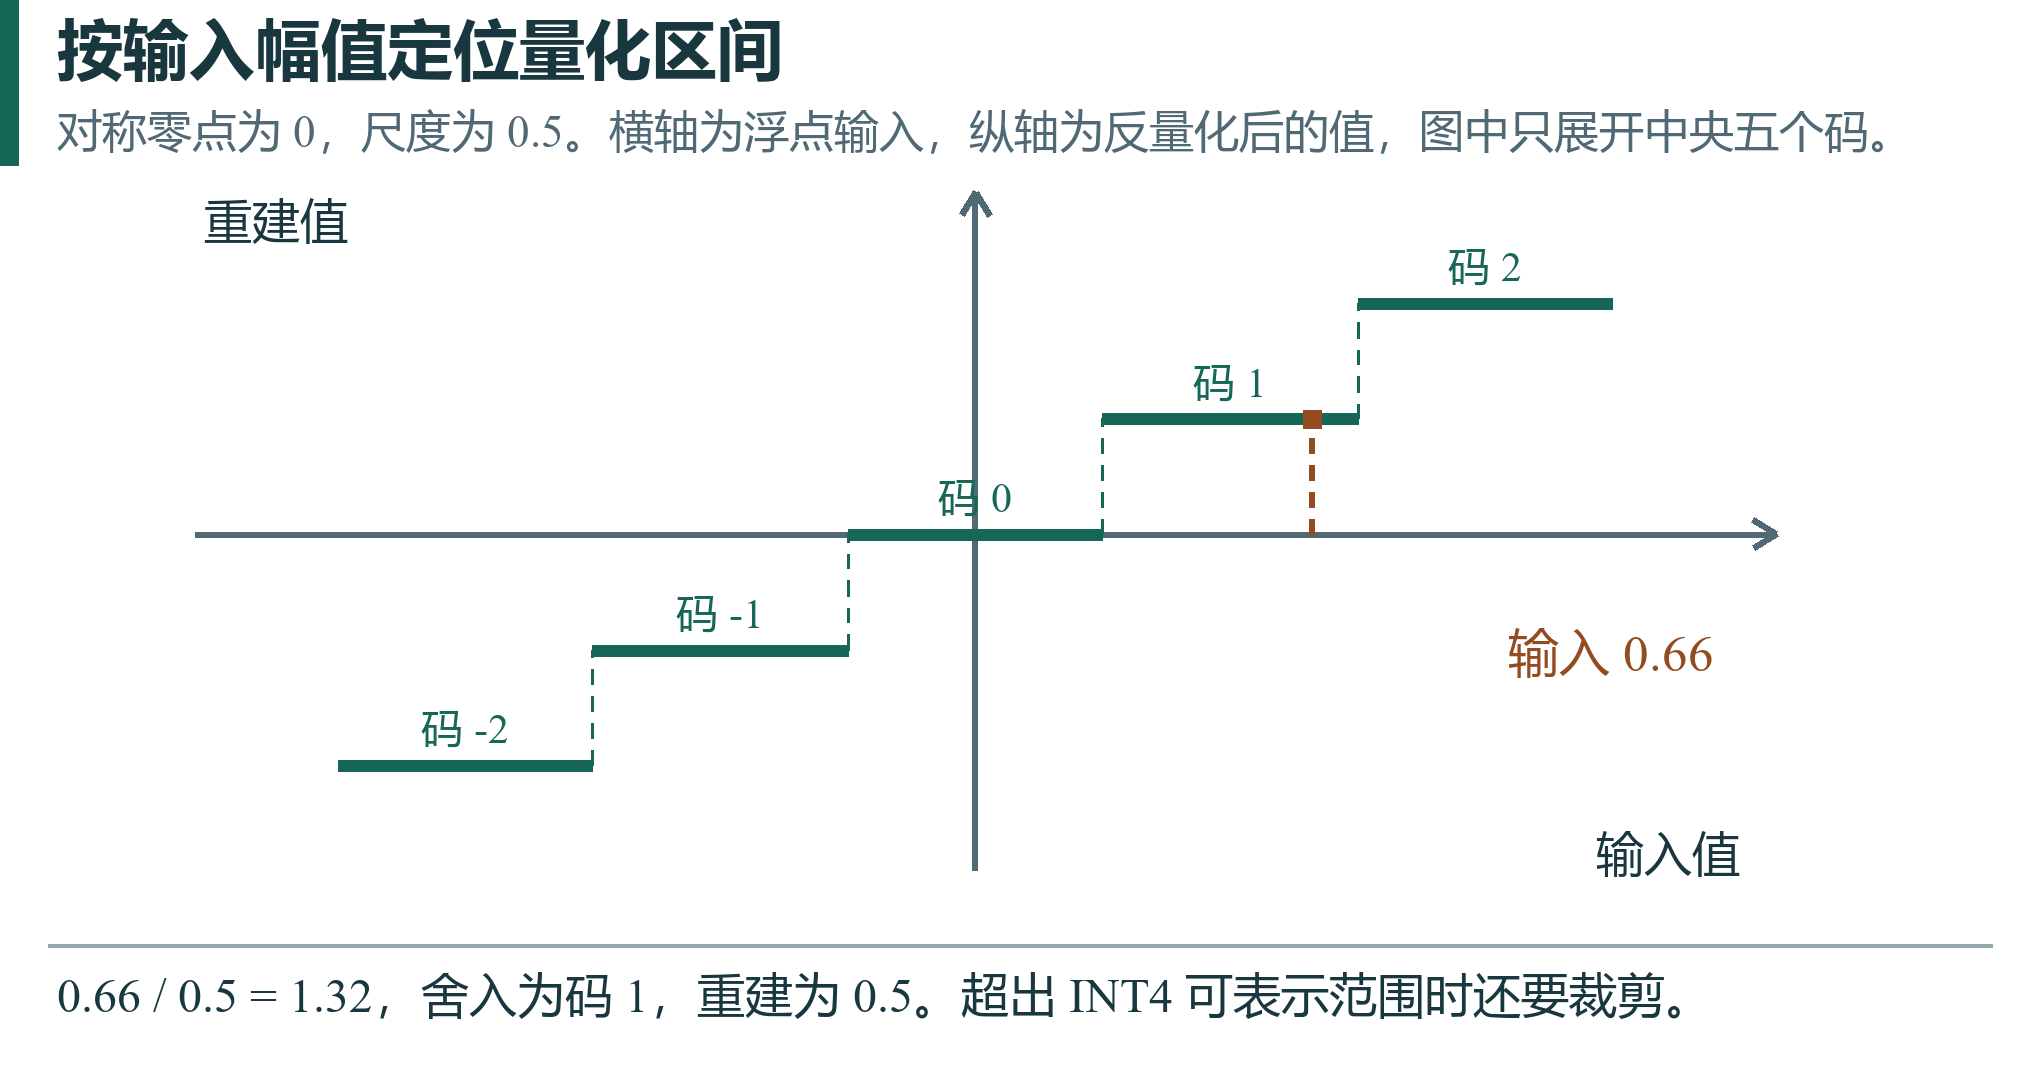 按输入幅值定位量化区间
对称零点为 0，尺度为 0.5。横轴为浮点输入，纵轴为反量化后的值，图中只展开中央五个码。
重建值
码 2
码 1
码 0
码 -1
输入 0.66
码 -2
输入值
0.66 / 0.5 = 1.32，舍入为码 1，重建为 0.5。超出 INT4 可表示范围时还要裁剪。